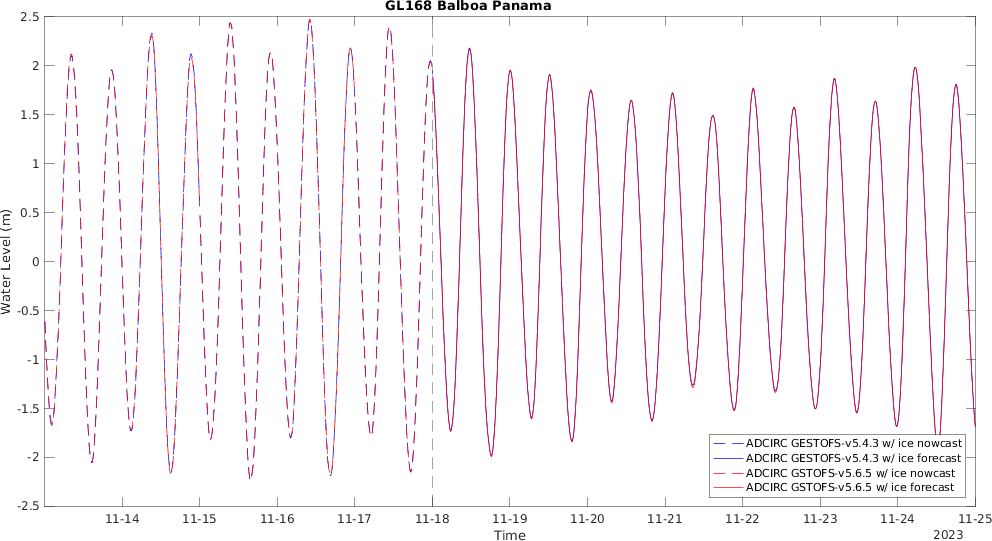 GL168 Balboa Panama
Water Level (m)
2.5
2
1.5
1
0.5
0
-0.5
-1
-1.5
-2
-2.5
ADCIRC GESTOFS-v5.4.3 w/ ice nowcast
ADCIRC GESTOFS-v5.4.3 w/ ice forecast
ADCIRC GSTOFS-v5.6.5 w/ ice nowcast
ADCIRC GSTOFS-v5.6.5 w/ ice forecast
11-14 11-15 11-16 11-17 11-18 11-19 11-20 11-21 11-22 11-23 11-24 11-25
Time
2023